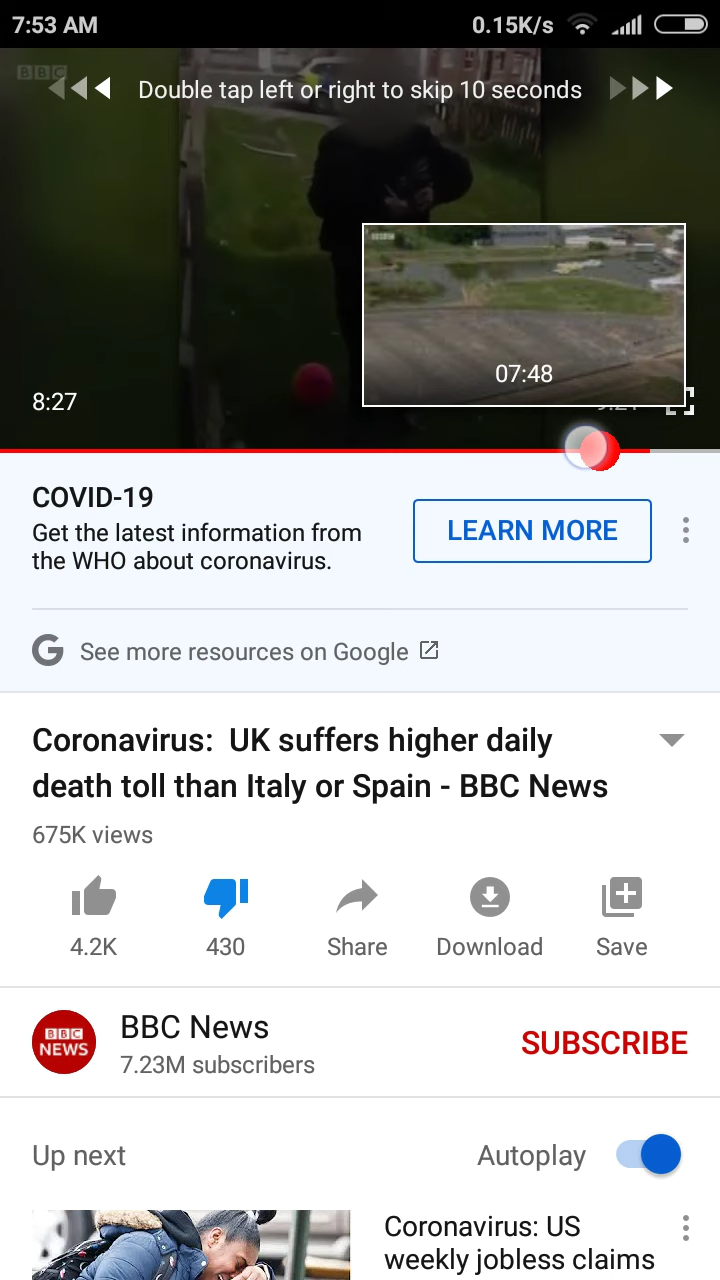 7:53 AM
0.15K/s
BBC
Double tap left or right to skip 10 seconds
07:48
8:27
COVID-19
Get the latest information from
the WHO about coronavirus.
LEARN MORE
See more resources on Google
Coronavirus: UK suffers higher daily
death toll than Italy or Spain - BBC News
675K views
4.2K
430
Share
Download
Save
BBC
NEWS
BBC News
7.23M subscribers
SUBSCRIBE
Up next
Autoplay
Coronavirus: US
weekly jobless claims